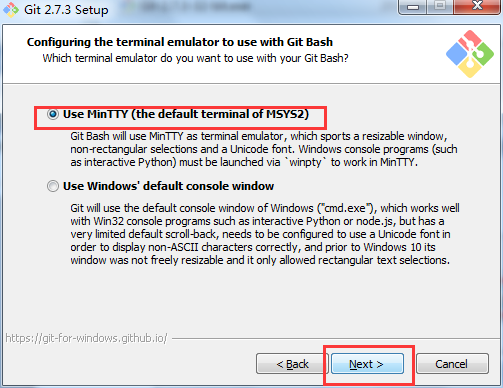 Git 2.7.3 Setup
Configuring the terminal emulator to use with Git Bash
Which terminal emulator do you want to use with your Git Bash?
Use MinTTY (the default terminal of MSYS2)
Git Bash will use MinTTY as terminal emulator, which sports a resizable window,
non-rectangular selections and a Unicode font. Windows console programs (such
as interactive Python) must be launched via `winpty` to work in MinTTY.
Use Windows' default console window
Git will use the default console window of Windows ("cmd.exe"), which works well
with Win32 console programs such as interactive Python or node.js, but has a
very limited default scroll-back, needs to be configured to use a Unicode font in
order to display non-ASCII characters correctly, and prior to Windows 10 its
window was not freely resizable and it only allowed rectangular text selections.
https://git-for-windows.github.io/
< Back
Next >
Cancel